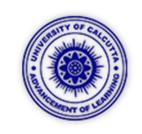 UNIVERSITY OF CALCUTTA
ADVANCEMENT OF LEARNING